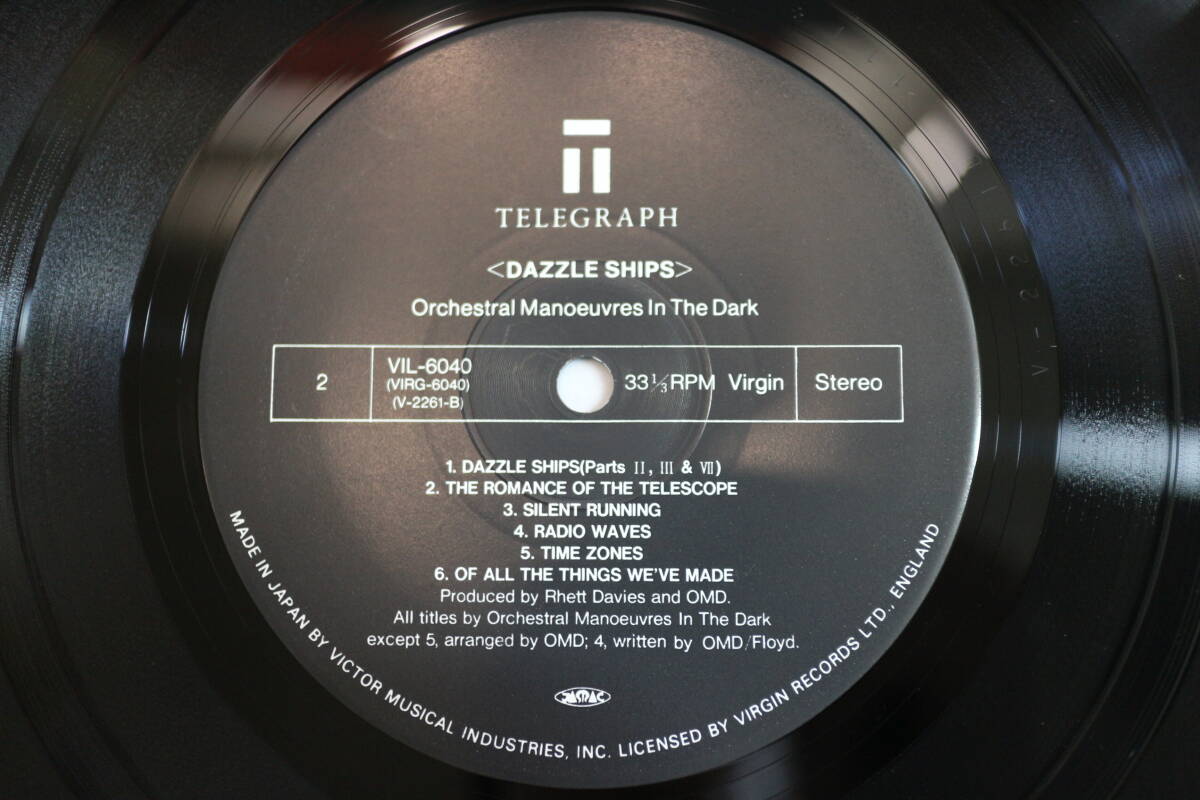 TELEGRAPH
<DAZZLE SHIPS>
Orchestral Manoeuvres In The Dark
2
VIL-6040
(VIRG-6040)
(V-2261-B)
33⅓RPM Virgin
Stereo
1. DAZZLE SHIPS(Parts II, III & VII)
2. THE ROMANCE OF THE TELESCOPE
3. SILENT RUNNING
4. RADIO WAVES
5. TIME ZONES
6. OF ALL THE THINGS WE'VE MADE
Produced by Rhett Davies and OMD.
All titles by Orchestral Manoeuvres In The Dark
except 5, arranged by OMD; 4, written by OMD/Floyd.
JASRAC
MADE IN JAPAN BY VICTOR MUSICAL INDUSTRIES, INC. LICENSED BY VIRGIN RECORDS LTD., ENGLAND